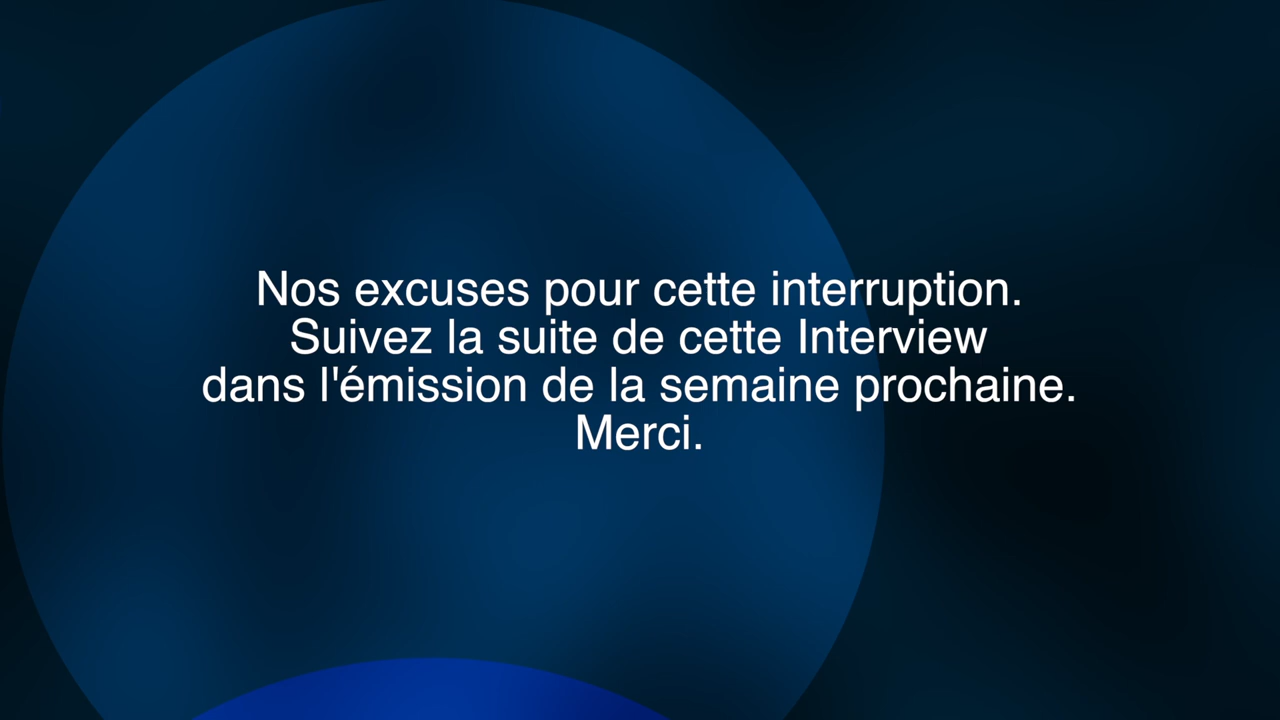 Nos excuses pour cette interruption.
Suivez la suite de cette Interview
dans l'émission de la semaine prochaine.
Merci.